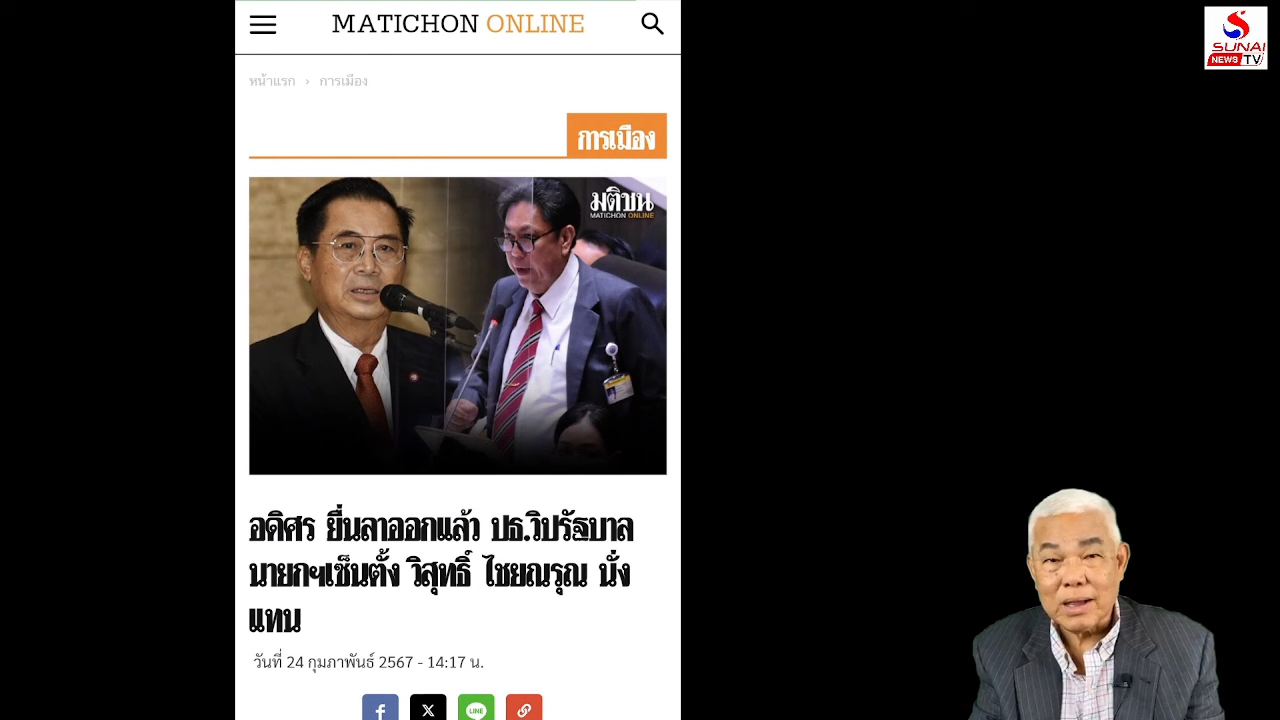 MATICHON ONLINE
SUNAI
NEWS TV
หน้าแรก › การเมือง
การเมือง
มติชน
MATICHON ONLINE
อดิศร ยื่นลาออกแล้ว ปธ.วิปรัฐบาล
นายกฯเซ็นตั้ง วิสุทธิ์ ไชยณรุณ นั่ง
แทน
วันที่ 24 กุมภาพันธ์ 2567 - 14:17 น.
LINE